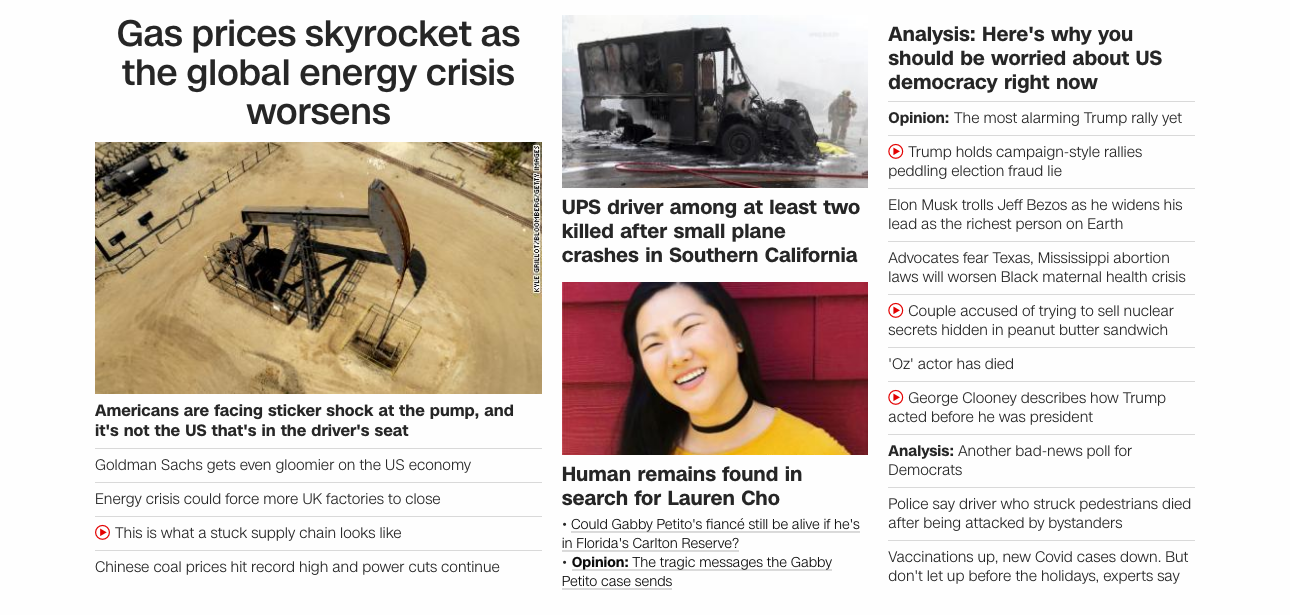 Gas prices skyrocket as
the global energy crisis
worsens
KYLE GRILLOT/BLOOMBERG/GETTY IMAGES
Americans are facing sticker shock at the pump, and
it's not the US that's in the driver's seat
Goldman Sachs gets even gloomier on the US economy
Energy crisis could force more UK factories to close
This is what a stuck supply chain looks like
Chinese coal prices hit record high and power cuts continue
UPS driver among at least two
killed after small plane
crashes in Southern California
Human remains found in
search for Lauren Cho
• Could Gabby Petito's fiancé still be alive if he's
in Florida's Carlton Reserve?
• Opinion: The tragic messages the Gabby
Petito case sends
Analysis: Here's why you
should be worried about US
democracy right now
Opinion: The most alarming Trump rally yet
Trump holds campaign-style rallies
peddling election fraud lie
Elon Musk trolls Jeff Bezos as he widens his
lead as the richest person on Earth
Advocates fear Texas, Mississippi abortion
laws will worsen Black maternal health crisis
Couple accused of trying to sell nuclear
secrets hidden in peanut butter sandwich
'Oz' actor has died
George Clooney describes how Trump
acted before he was president
Analysis: Another bad-news poll for
Democrats
Police say driver who struck pedestrians died
after being attacked by bystanders
Vaccinations up, new Covid cases down. But
don't let up before the holidays, experts say